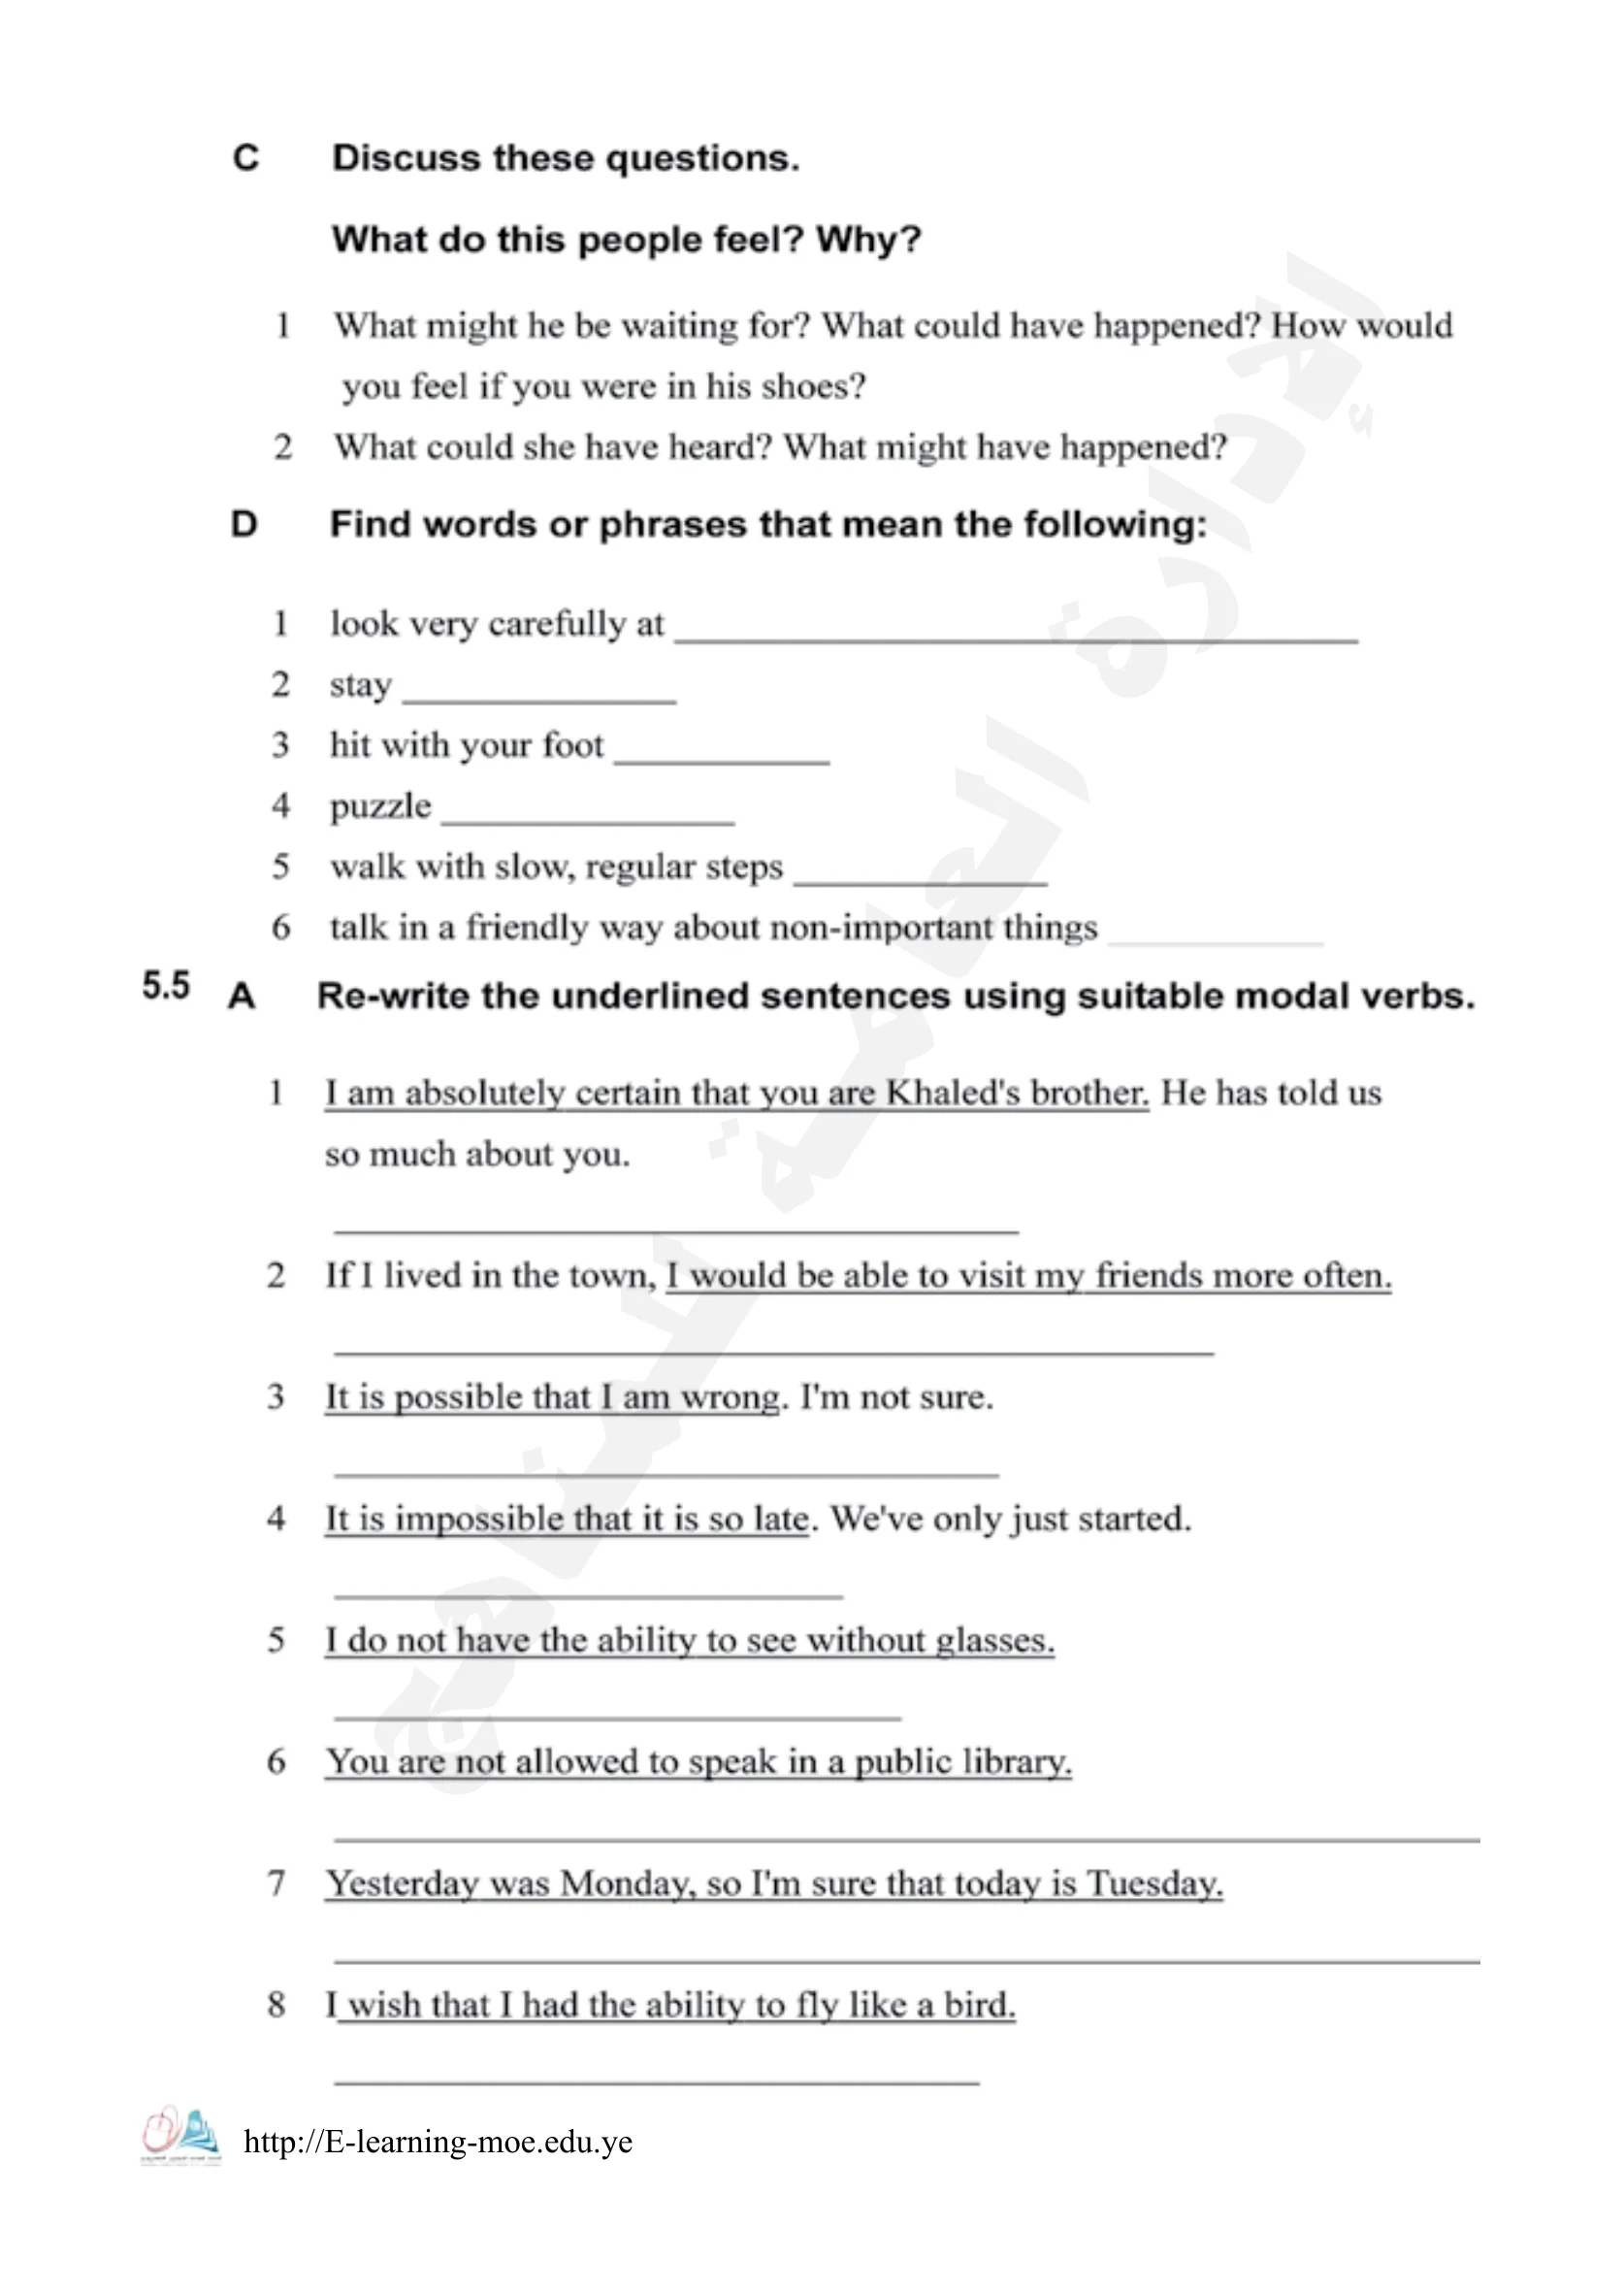 C Discuss these questions.
What do this people feel? Why?
1 What might he be waiting for? What could have happened? How would
you feel if you were in his shoes?
2 What could she have heard? What might have happened?
D Find words or phrases that mean the following:
1 look very carefully at ___
2 stay ___
3 hit with your foot ___
4 puzzle ___
5 walk with slow, regular steps ___
6 talk in a friendly way about non-important things ___
5.5 A Re-write the underlined sentences using suitable modal verbs.
1 I am absolutely certain that you are Khaled's brother. He has told us
so much about you.
2 If I lived in the town, I would be able to visit my friends more often.
3 It is possible that I am wrong. I'm not sure.
4 It is impossible that it is so late. We've only just started.
5 I do not have the ability to see without glasses.
6 You are not allowed to speak in a public library.
7 Yesterday was Monday, so I'm sure that today is Tuesday.
8 I wish that I had the ability to fly like a bird.
http://E-learning-moe.edu.ye
الإدارة العامة للمناهج